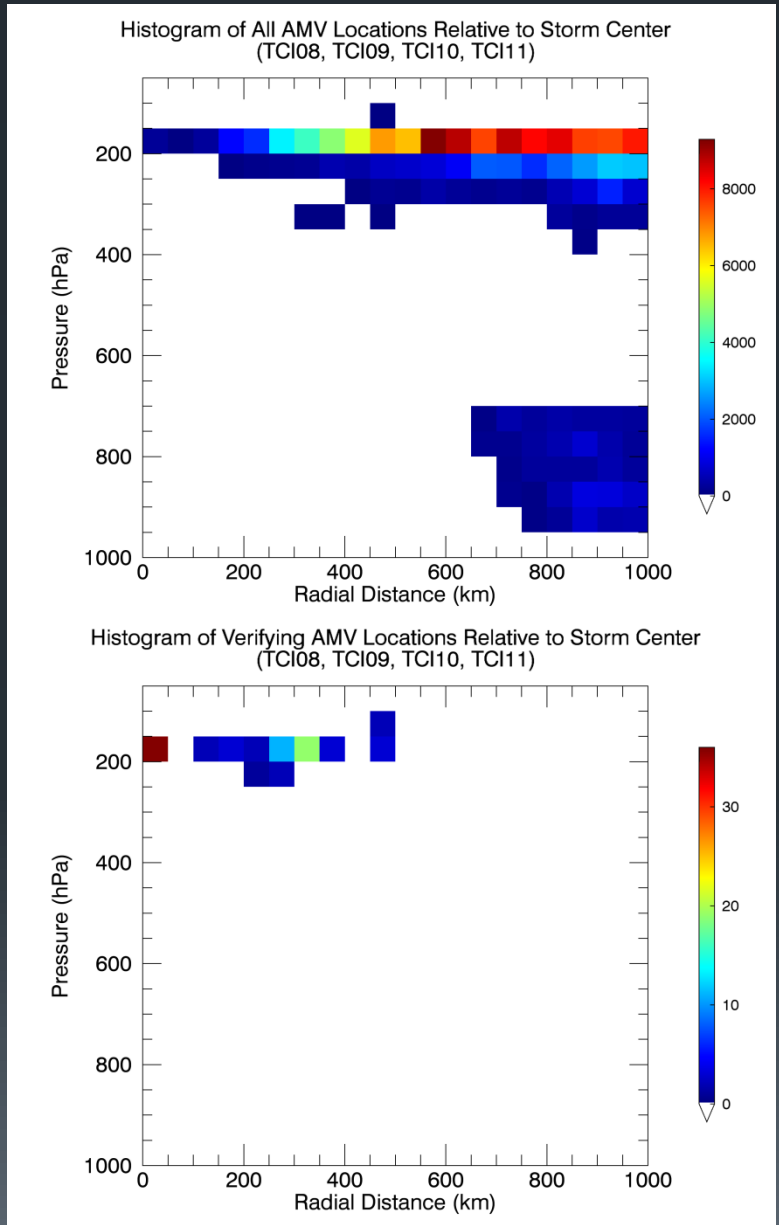 Histogram of All AMV Locations Relative to Storm Center
(TCI08, TCI09, TCI10, TCI11)
Pressure (hPa)
200
400
600
800
1000
0 200 400 600 800 1000
Radial Distance (km)
8000
6000
4000
2000
0
Histogram of Verifying AMV Locations Relative to Storm Center
(TCI08, TCI09, TCI10, TCI11)
Pressure (hPa)
200
400
600
800
1000
0 200 400 600 800 1000
Radial Distance (km)
30
20
10
0